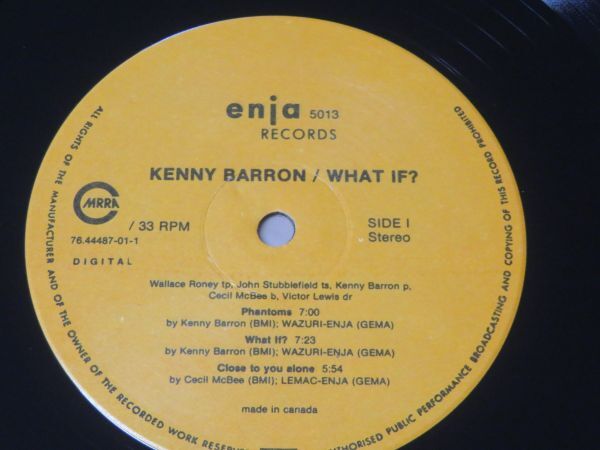 enja 5013
RECORDS
KENNY BARRON / WHAT IF?
CMRRA
/ 33 RPM
SIDE I
76.44487-01-1
Stereo
DIGITAL
Wallace Roney tp, John Stubblefield ts, Kenny Barron p,
Cecil McBee b, Victor Lewis dr
Phantoms 7:00
by Kenny Barron (BMI); WAZURI-ENJA (GEMA)
What If? 7:23
by Kenny Barron (BMI); WAZURI-ENJA (GEMA)
Close to you alone 5:54
by Cecil McBee (BMI); LEMAC-ENJA (GEMA)
made in canada
ALL RIGHTS OF THE MANUFACTURER AND OF THE OWNER OF THE RECORDED WORK
AUTHORISED PUBLIC PERFORMANCE BROADCASTING AND COPYING OF THIS RECORD PROHIBITED